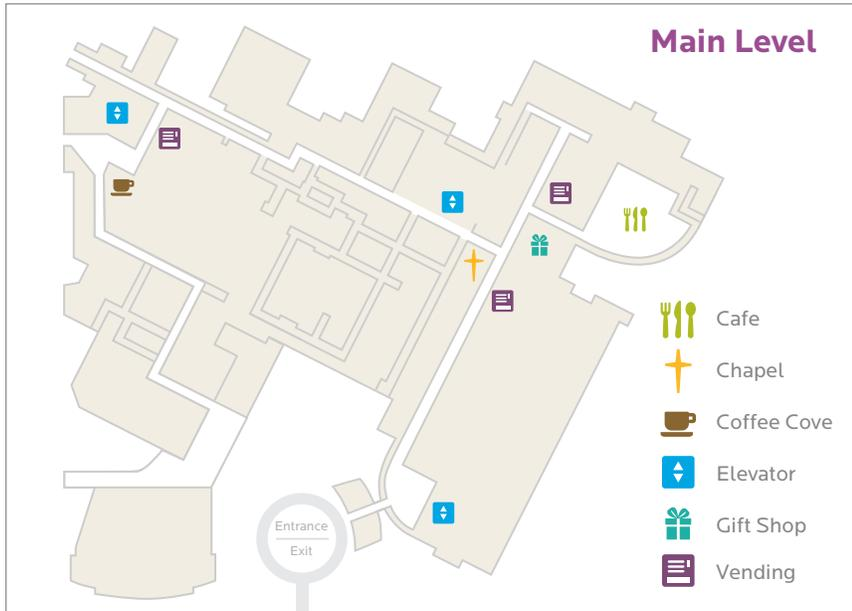 Main Level
Cafe
Chapel
Coffee Cove
Elevator
Gift Shop
Vending
Entrance
Exit